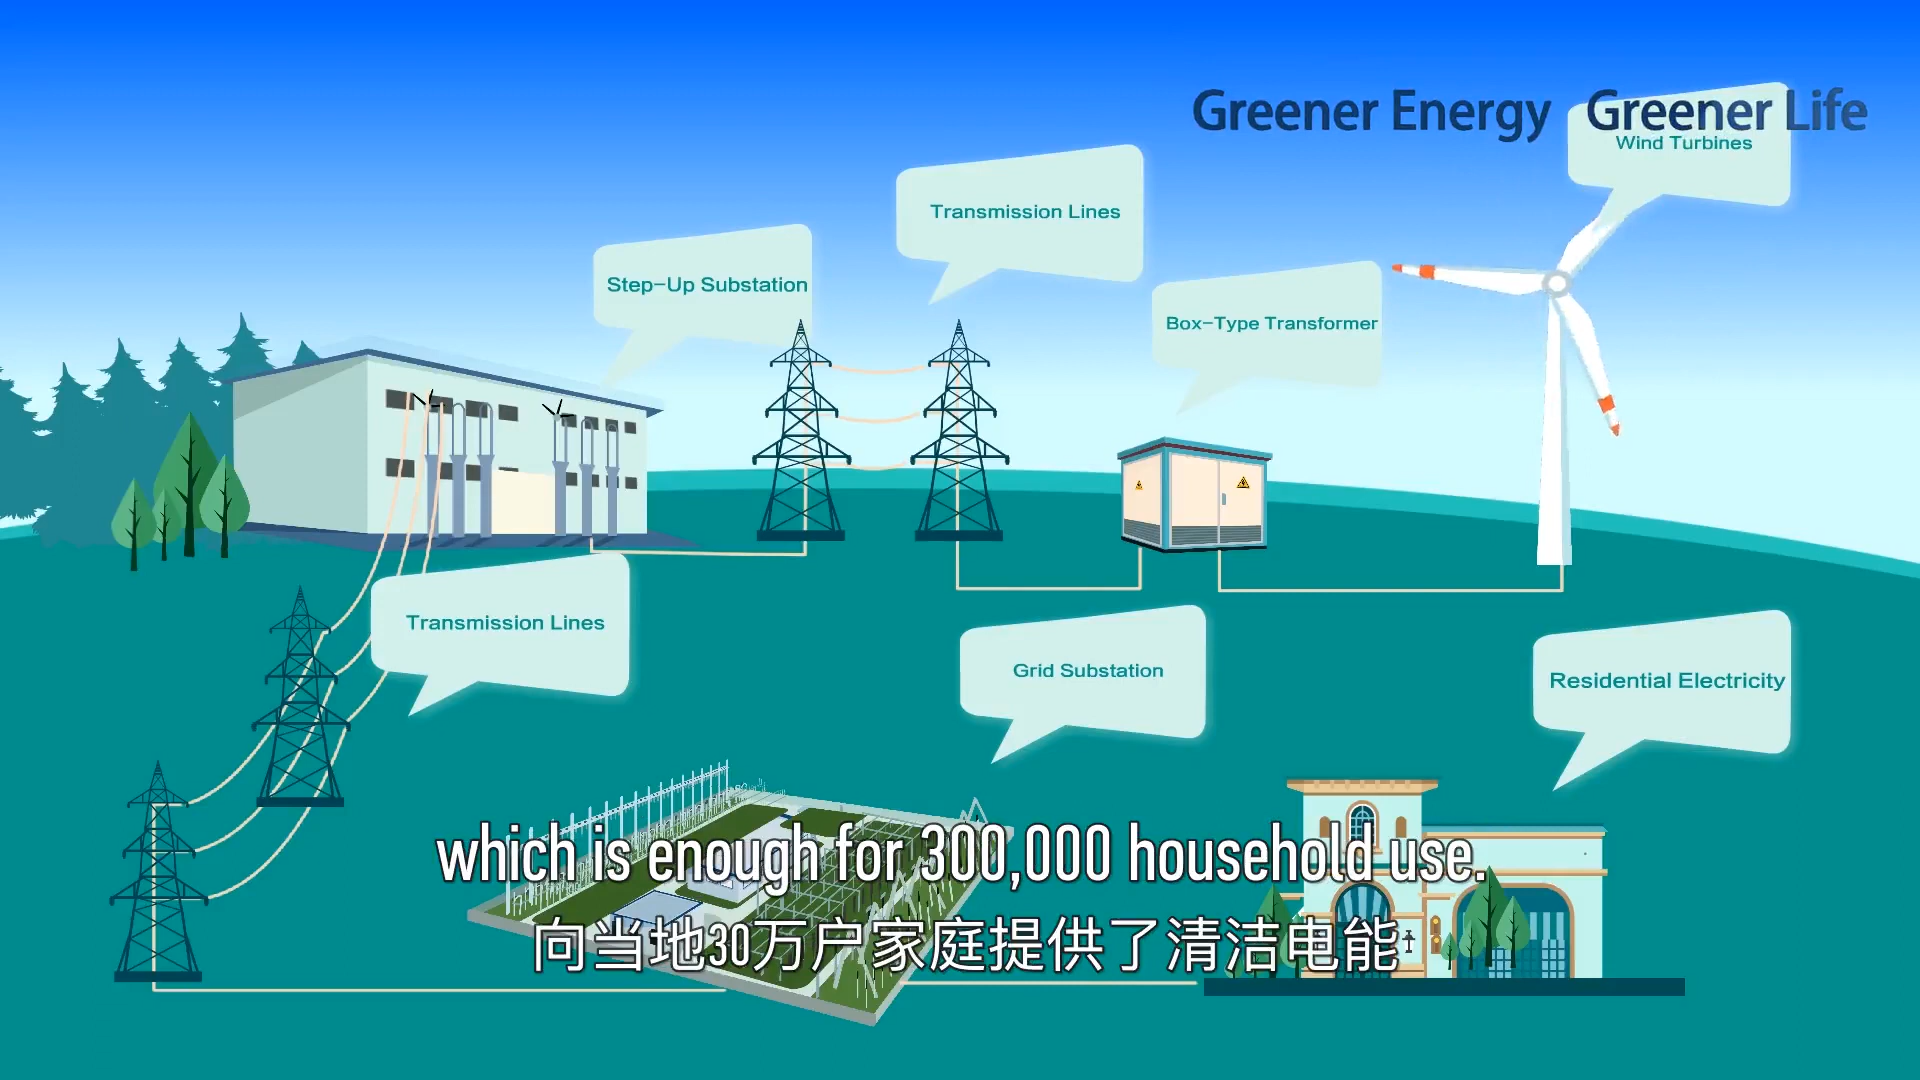 Greener Energy Greener Life
Wind Turbines
Transmission Lines
Step-Up Substation
Box-Type Transformer
Transmission Lines
Grid Substation
Residential Electricity
which is enough for 300,000 household use.
向当地30万户家庭提供了清洁电能